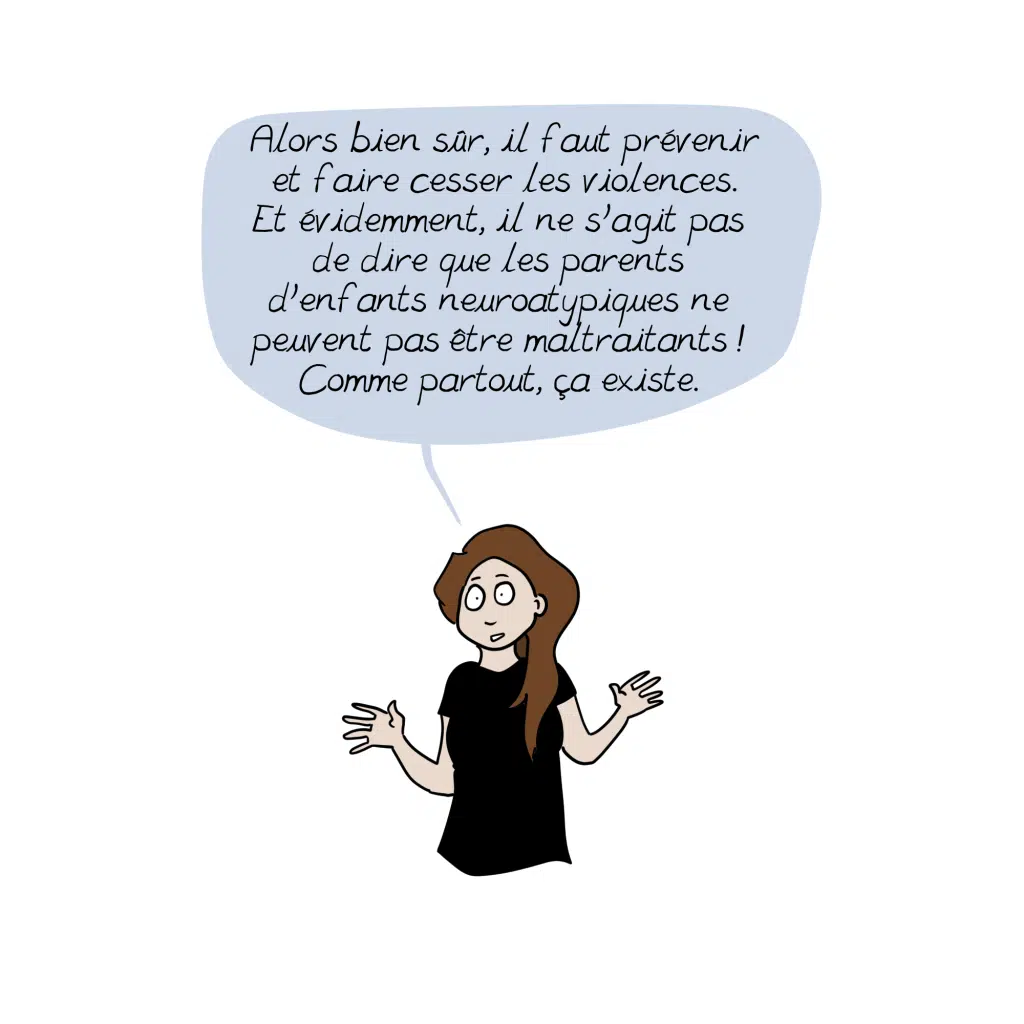 Alors bien sûr, il faut prévenir
et faire cesser les violences.
Et évidemment, il ne s'agit pas
de dire que les parents
d'enfants neuroatypiques ne
peuvent pas être maltraitants !
Comme partout, ça existe.